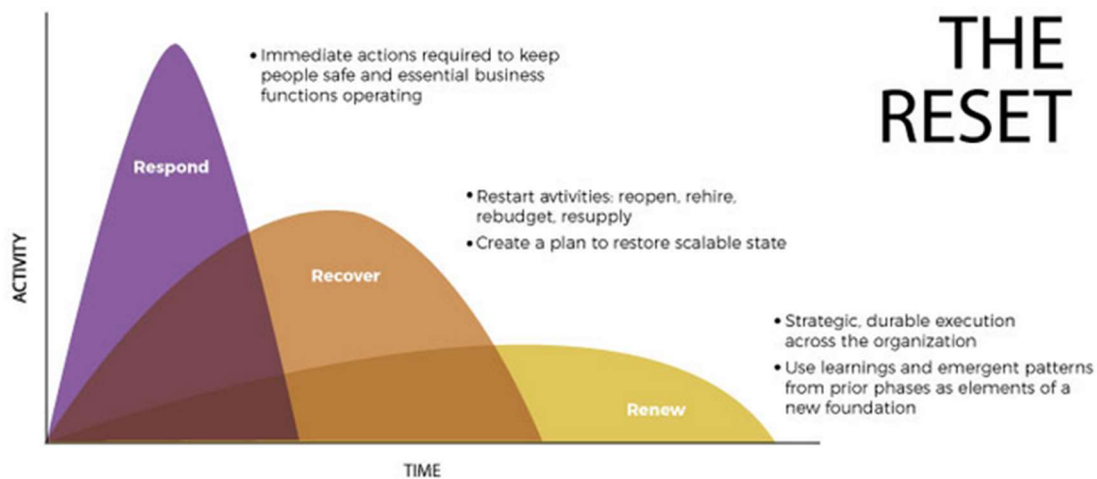 THE
RESET
• Immediate actions required to keep
people safe and essential business
functions operating
Respond
• Restart avtivities: reopen, rehire,
rebudget, resupply
• Create a plan to restore scalable state
Recover
• Strategic, durable execution
across the organization
• Use learnings and emergent patterns
from prior phases as elements of a
new foundation
Renew
ACTIVITY
TIME